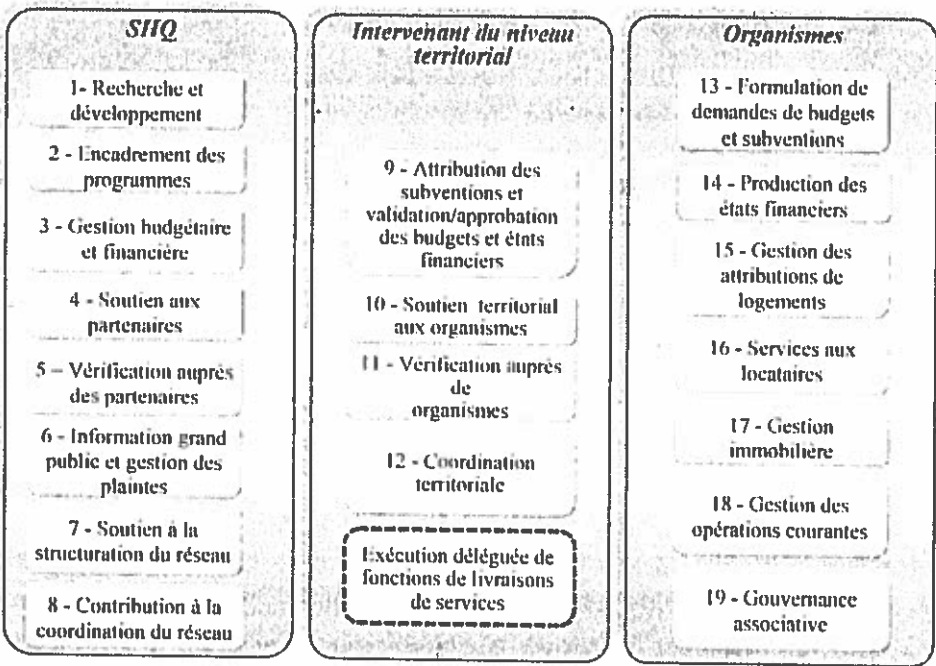 SHQ
1- Recherche et
développement
2 - Encadrement des
programmes
3 - Gestion budgétaire
et financière
4 - Soutien aux
partenaires
5 – Vérification auprès
des partenaires
6 - Information grand
public et gestion des
plaintes
7 - Soutien à la
structuration du réseau
8 - Contribution à la
coordination du réseau
Intervenant du niveau
territorial
9 - Attribution des
subventions et
validation/approbation
des budgets et états
financiers
10 - Soutien territorial
aux organismes
11 - Vérification auprès
de
organismes
12 - Coordination
territoriale
Exécution déléguée de
fonctions de livraisons
de services
Organismes
13 - Formulation de
demandes de budgets
et subventions
14 - Production des
états financiers
15 - Gestion des
attributions de
logements
16 - Services aux
locataires
17 - Gestion
immobilière
18 - Gestion des
opérations courantes
19 - Gouvernance
associative